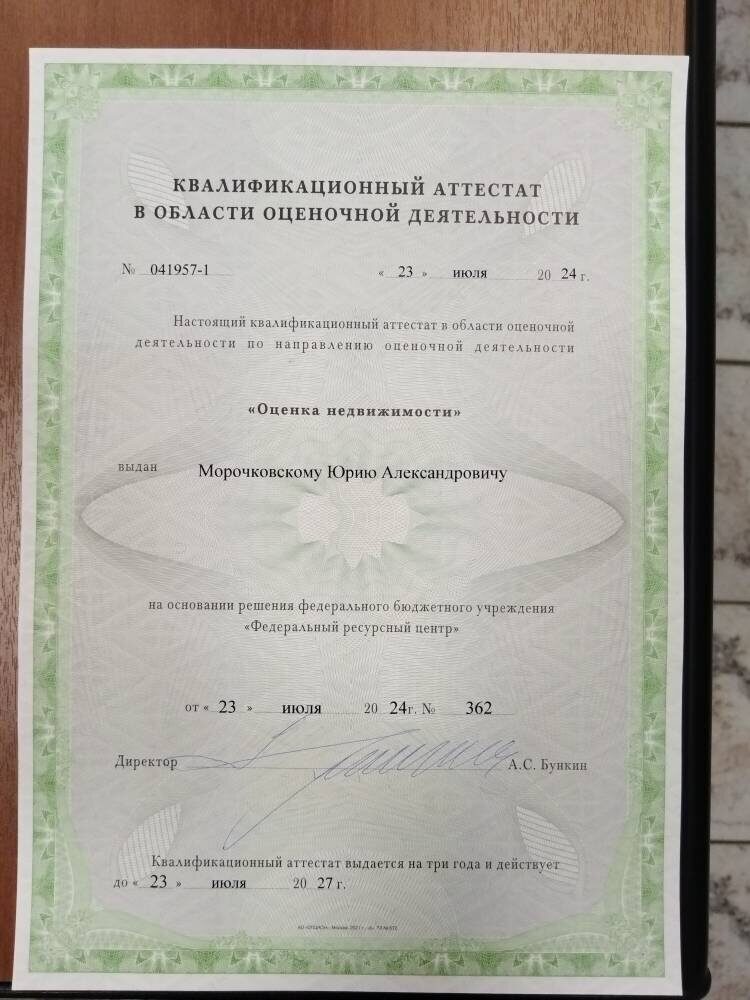 КВАЛИФИКАЦИОННЫЙ АТТЕСТАТ
В ОБЛАСТИ ОЦЕНОЧНОЙ ДЕЯТЕЛЬНОСТИ
№ 041957-1 « 23 » июля 20 24 г.
Настоящий квалификационный аттестат в области оценочной
деятельности по направлению оценочной деятельности
«Оценка недвижимости»
выдан Морочковскому Юрию Александровичу
на основании решения федерального бюджетного учреждения
«Федеральный ресурсный центр»
от « 23 » июля 20 24г. № 362
Директор А.С. Бункин
Квалификационный аттестат выдается на три года и действует
до « 23 » июля 20 27 г.
Москва, 2021 г.